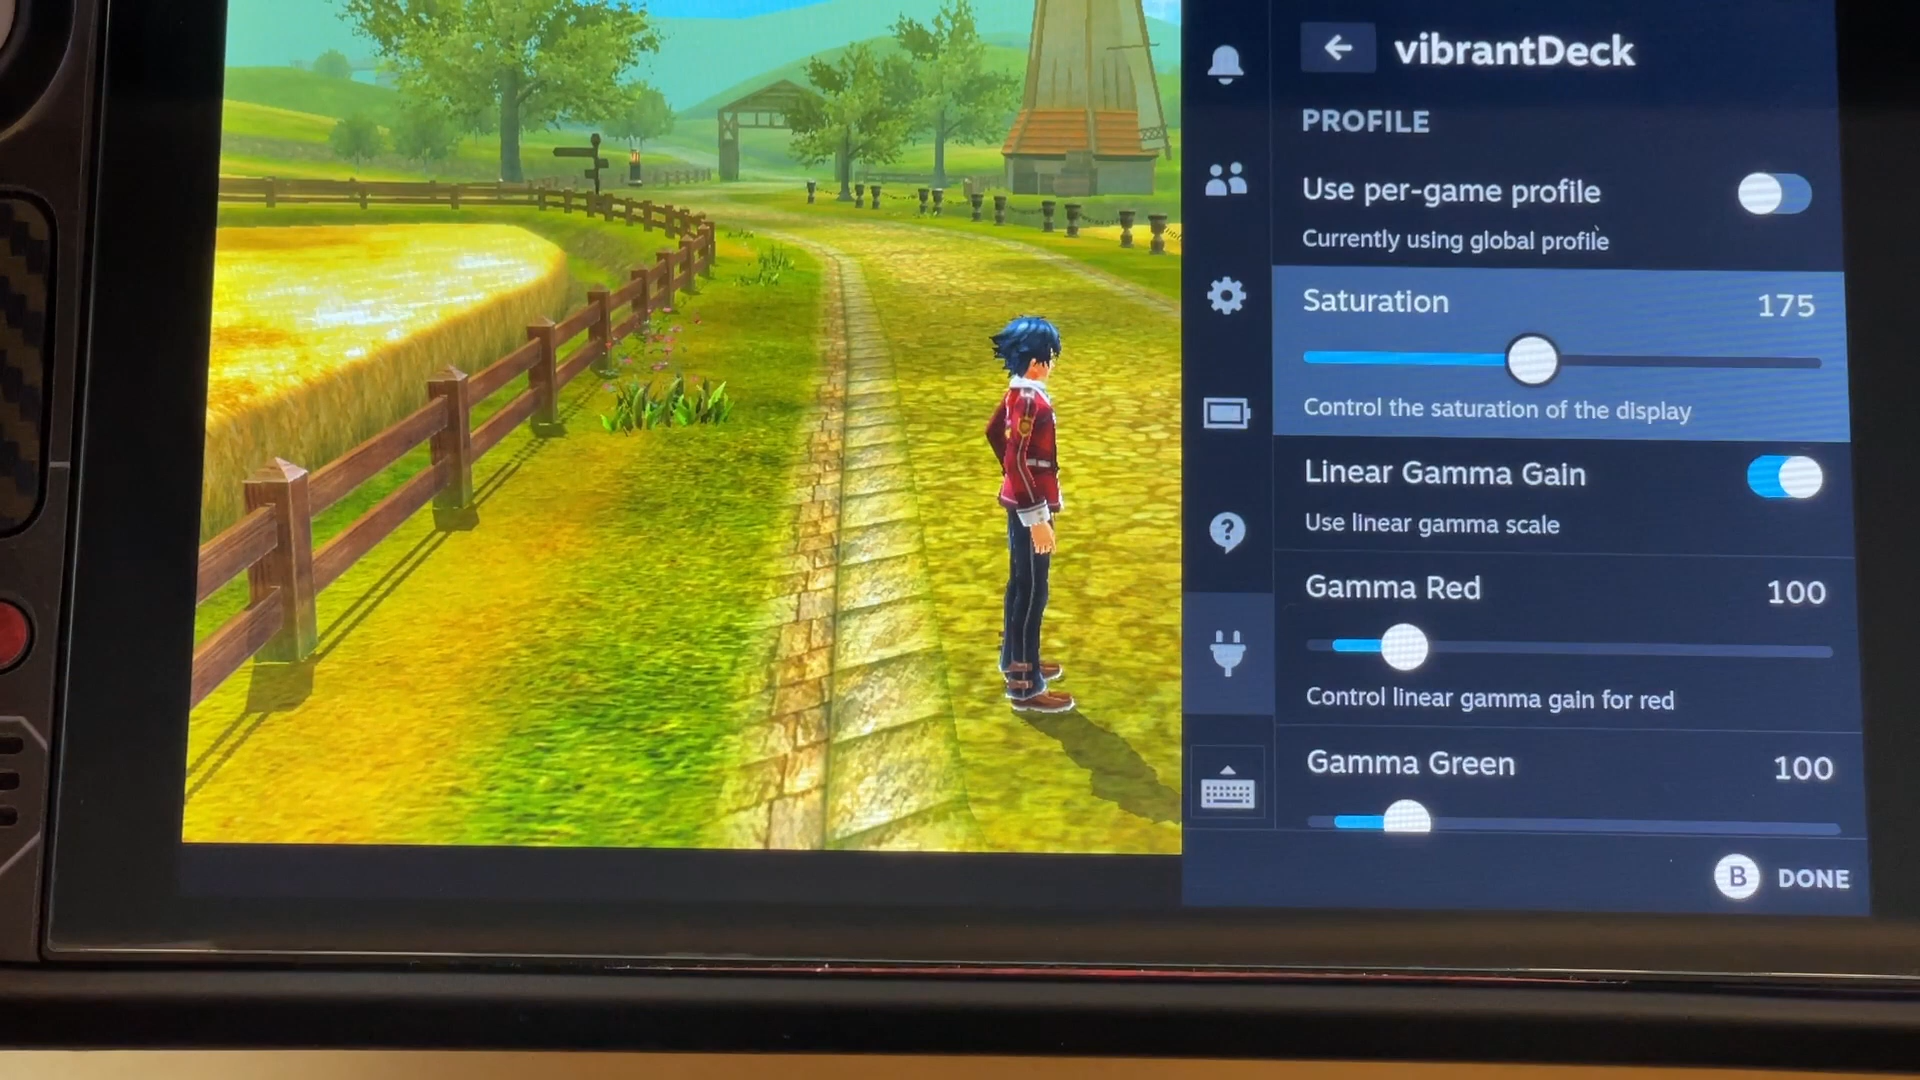 vibrantDeck
PROFILE
Use per-game profile
Currently using global profile
Saturation 175
Control the saturation of the display
Linear Gamma Gain
Use linear gamma scale
Gamma Red 100
Control linear gamma gain for red
Gamma Green 100
B DONE